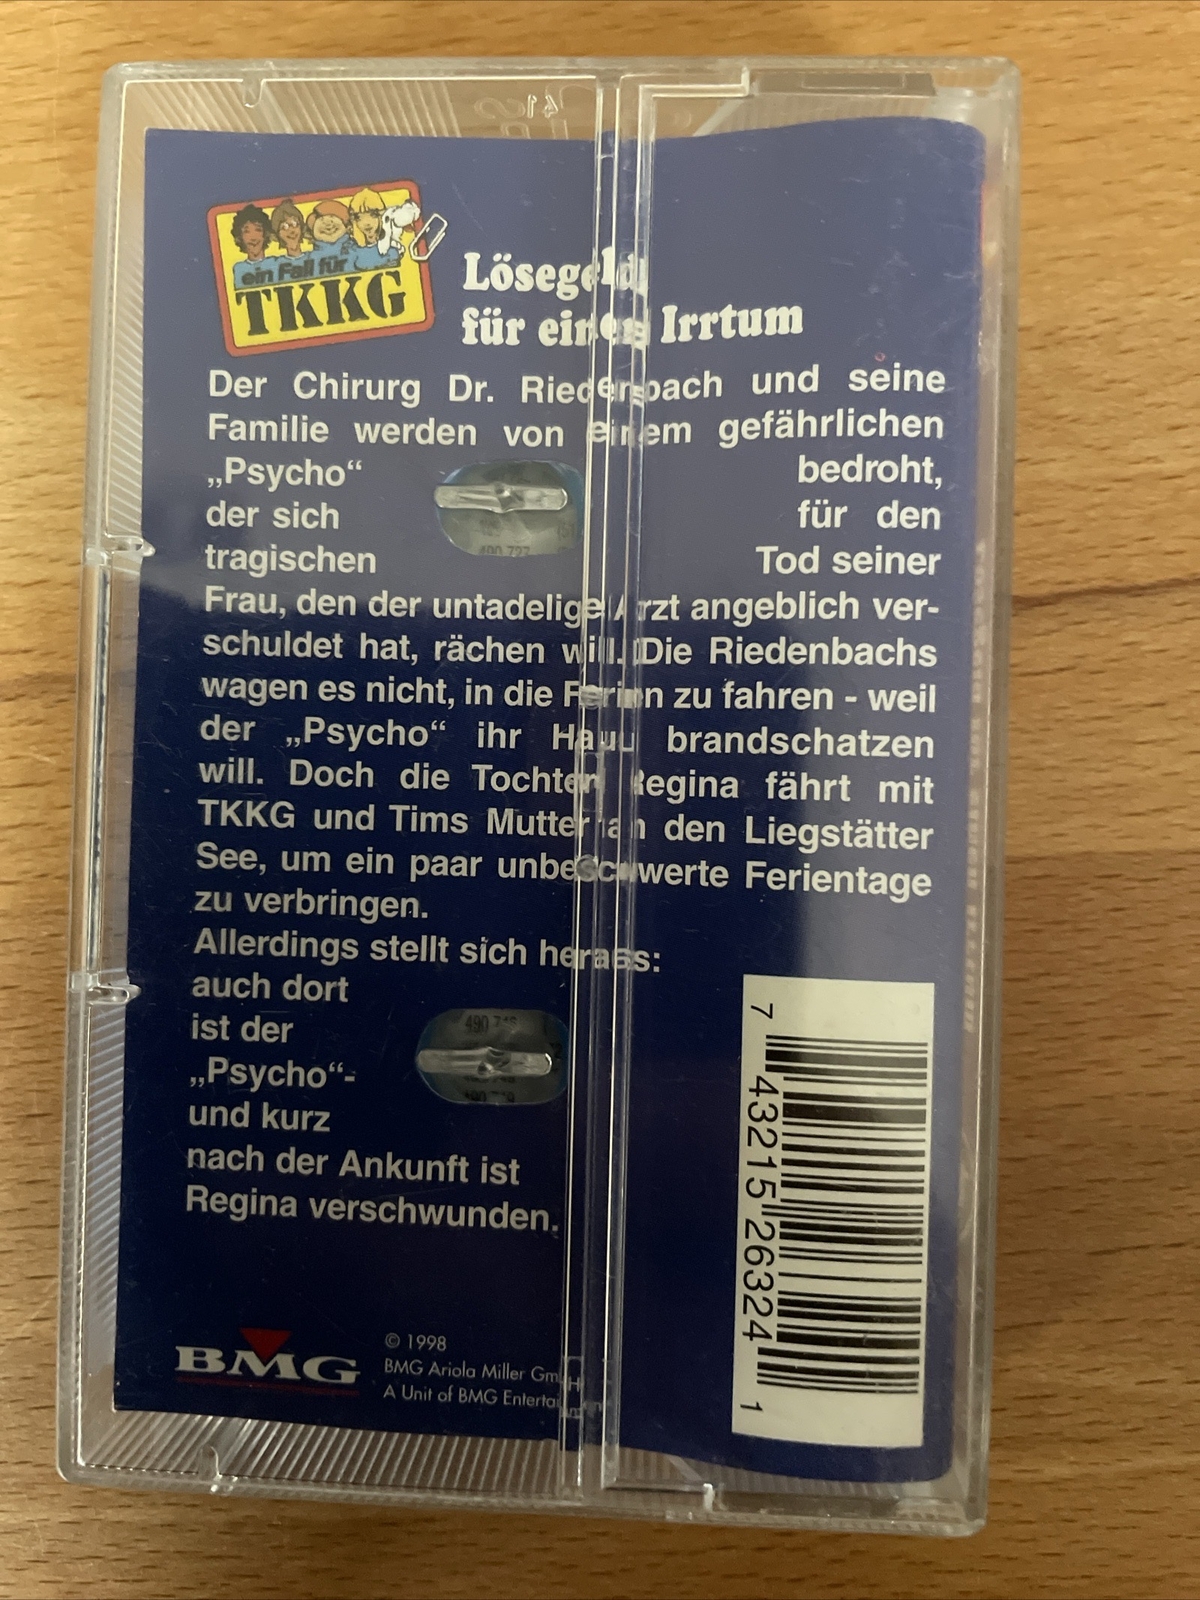 ein Fall für
TKKG
Lösegeld
für einen Irrtum
Der Chirurg Dr. Riedenbach und seine
Familie werden von einem gefährlichen
„Psycho“ bedroht,
der sich für den
tragischen Tod seiner
Frau, den der untadelige Arzt angeblich ver-
schuldet hat, rächen will. Die Riedenbachs
wagen es nicht, in die Ferien zu fahren - weil
der „Psycho“ ihr Haus brandschatzen
will. Doch die Tochter Regina fährt mit
TKKG und Tims Mutter an den Liegstätter
See, um ein paar unbeschwerte Ferientage
zu verbringen.
Allerdings stellt sich heraus:
auch dort
ist der
„Psycho“-
und kurz
nach der Ankunft ist
Regina verschwunden.
BMG
© 1998
BMG Ariola Miller GmbH
A Unit of BMG Entertainment
7 43215 26324 1